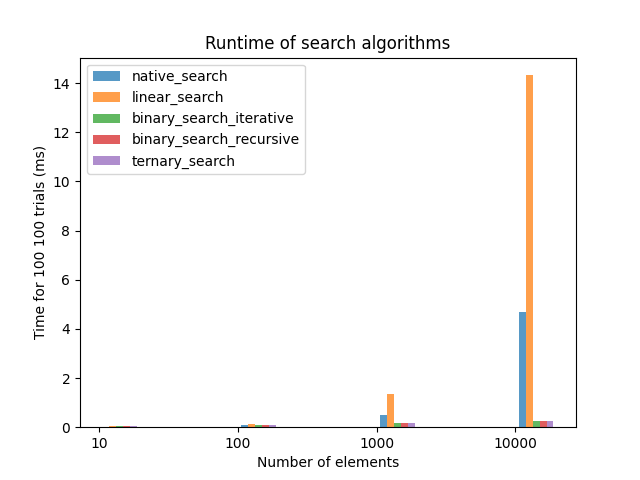 Runtime of search algorithms
Time for 100 100 trials (ms)
14
12
10
8
6
4
2
0
native_search
linear_search
binary_search_iterative
binary_search_recursive
ternary_search
10 100 1000 10000
Number of elements